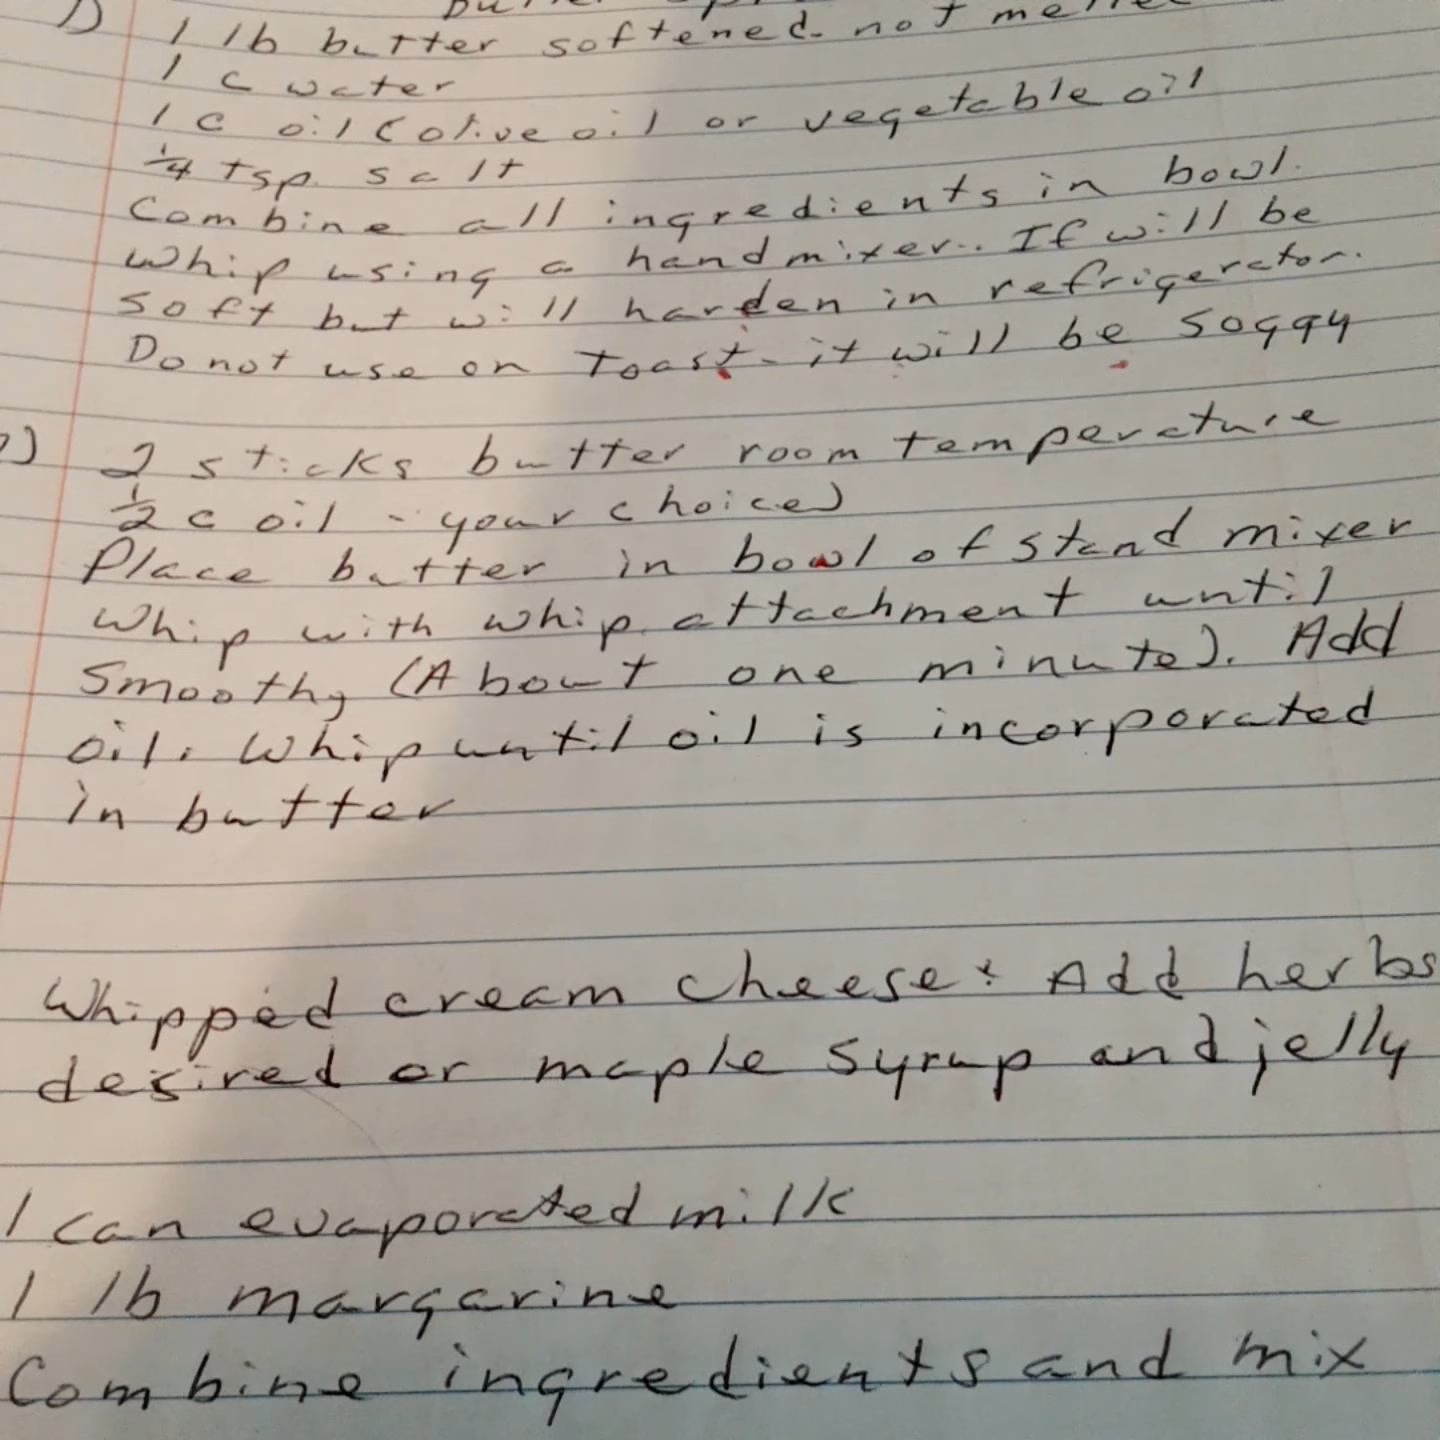 1) 1 lb butter softened. not
1 c water
1 c oil (olive oil or vegetable oil
1/4 tsp. salt
Combine all ingredients in bowl.
Whip using a hand mixer.. If will be
soft but will harden in refrigerator.
Do not use on Toast - it will be soggy
2) 2 sticks butter room temperature
1/2 c oil - your choice)
Place butter in bowl of stand mixer
Whip with whip attachment until
Smoothy (About one minute). Add
oil. Whip until oil is incorporated
in butter
Whipped cream cheese: Add herbs
desired or maple syrup and jelly
1 can evaporated milk
1 lb margarine
Combine ingredients and mix